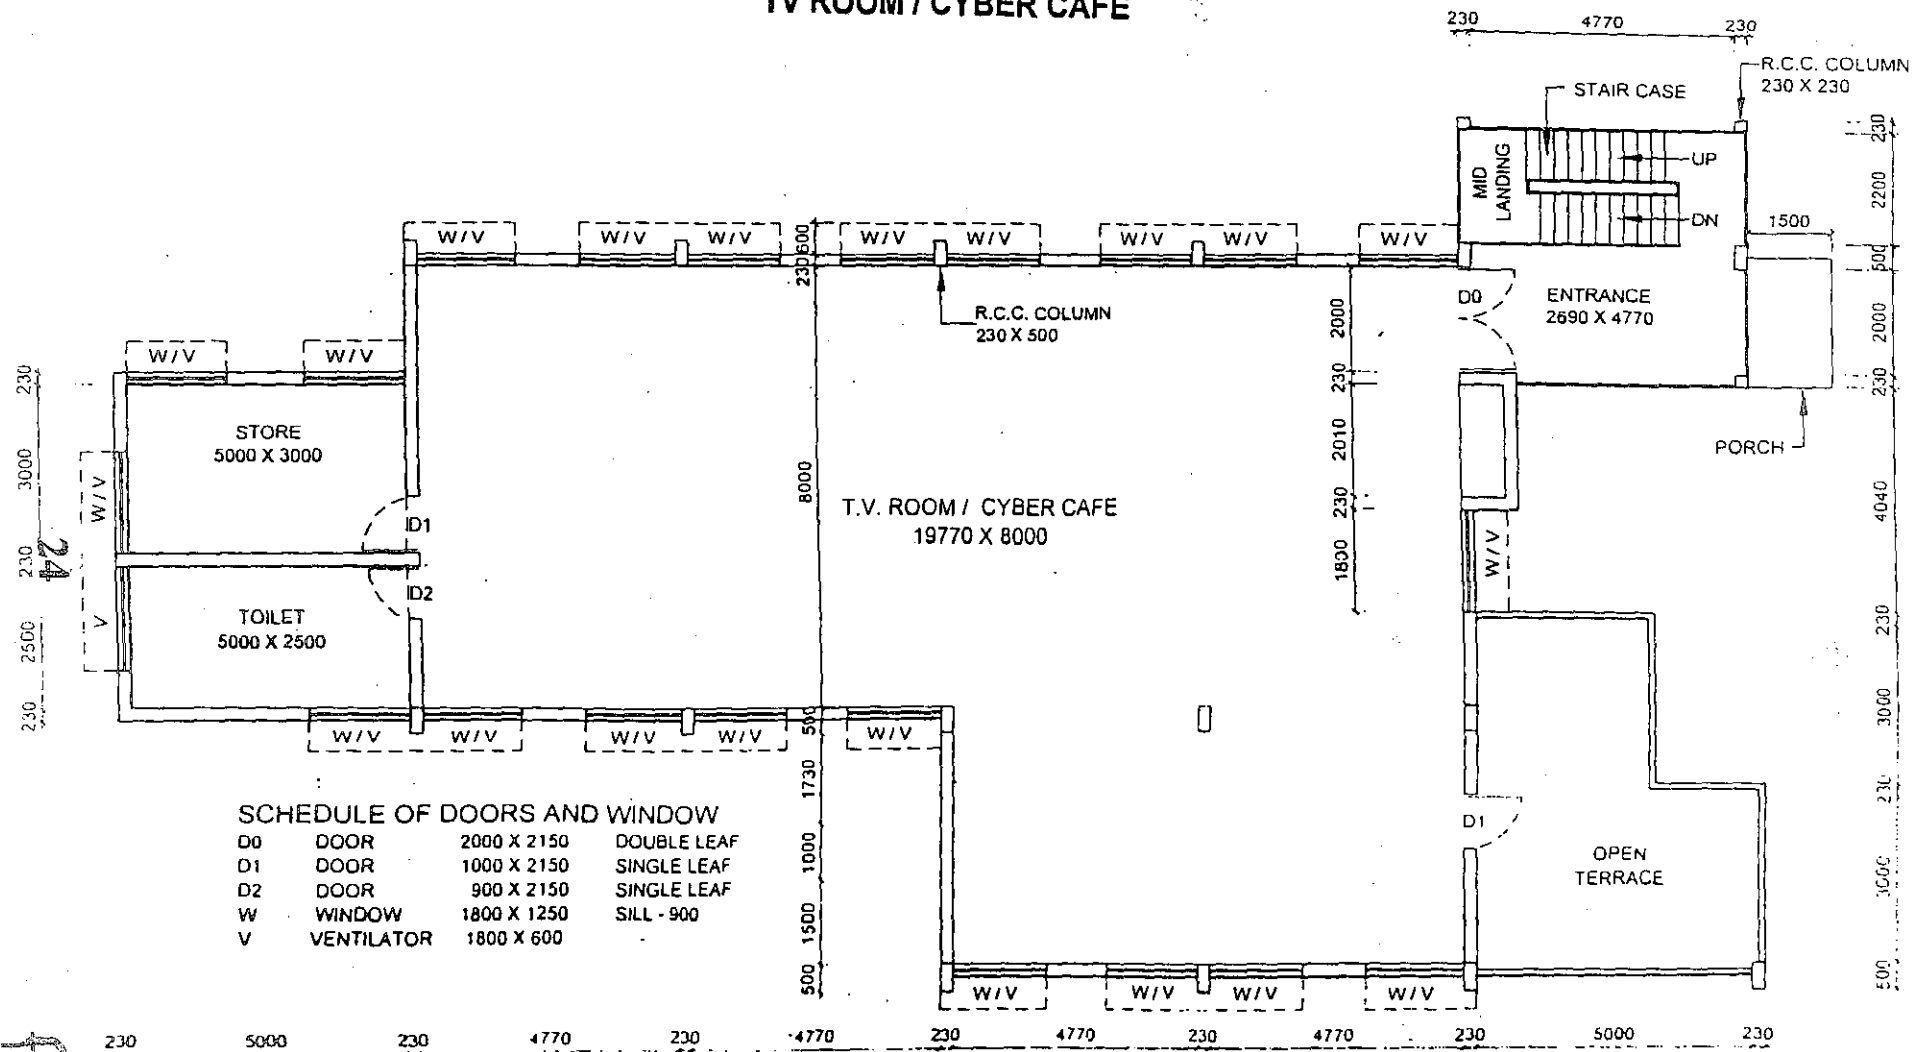 TV ROOM / CYBER CAFE
230 4770 230
R.C.C. COLUMN
230 X 230
STAIR CASE
UP
DN
MID
LANDING
1500
W/V W/V W/V W/V W/V W/V W/V W/V
230 600
R.C.C. COLUMN
230 X 500
D0
ENTRANCE
2690 X 4770
PORCH
230
2200
500
2000
230
4040
230
3000
230
3000
500
2000
230
2010
230
1800
W/V W/V
230
3000
230
2500
230
24
STORE
5000 X 3000
W/V
V
D1
D2
TOILET
5000 X 2500
8000
T.V. ROOM / CYBER CAFE
19770 X 8000
W/V
W/V W/V W/V W/V W/V
500
1730
1000
1500
500
D1
OPEN
TERRACE
SCHEDULE OF DOORS AND WINDOW
D0 DOOR 2000 X 2150 DOUBLE LEAF
D1 DOOR 1000 X 2150 SINGLE LEAF
D2 DOOR 900 X 2150 SINGLE LEAF
W WINDOW 1800 X 1250 SILL - 900
V VENTILATOR 1800 X 600 -
W/V W/V W/V W/V
230 5000 230 4770 230 4770 230 4770 230 4770 230 5000 230